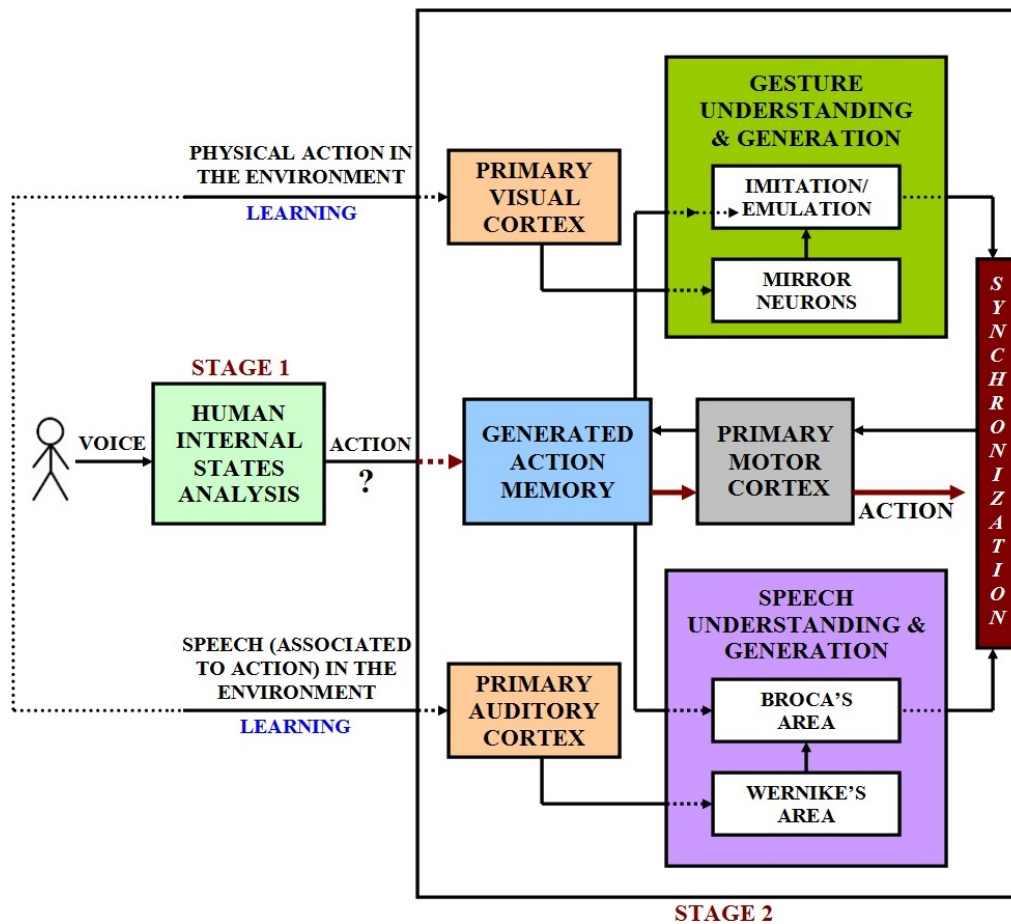 GESTURE
UNDERSTANDING
& GENERATION
PHYSICAL ACTION IN
THE ENVIRONMENT
LEARNING
PRIMARY
VISUAL
CORTEX
IMITATION/
EMULATION
MIRROR
NEURONS
STAGE 1
VOICE
HUMAN
INTERNAL
STATES
ANALYSIS
ACTION
?
GENERATED
ACTION
MEMORY
PRIMARY
MOTOR
CORTEX
ACTION
SYNCHRONIZATION
SPEECH (ASSOCIATED
TO ACTION) IN THE
ENVIRONMENT
LEARNING
PRIMARY
AUDITORY
CORTEX
SPEECH
UNDERSTANDING &
GENERATION
BROCA'S
AREA
WERNIKE'S
AREA
STAGE 2